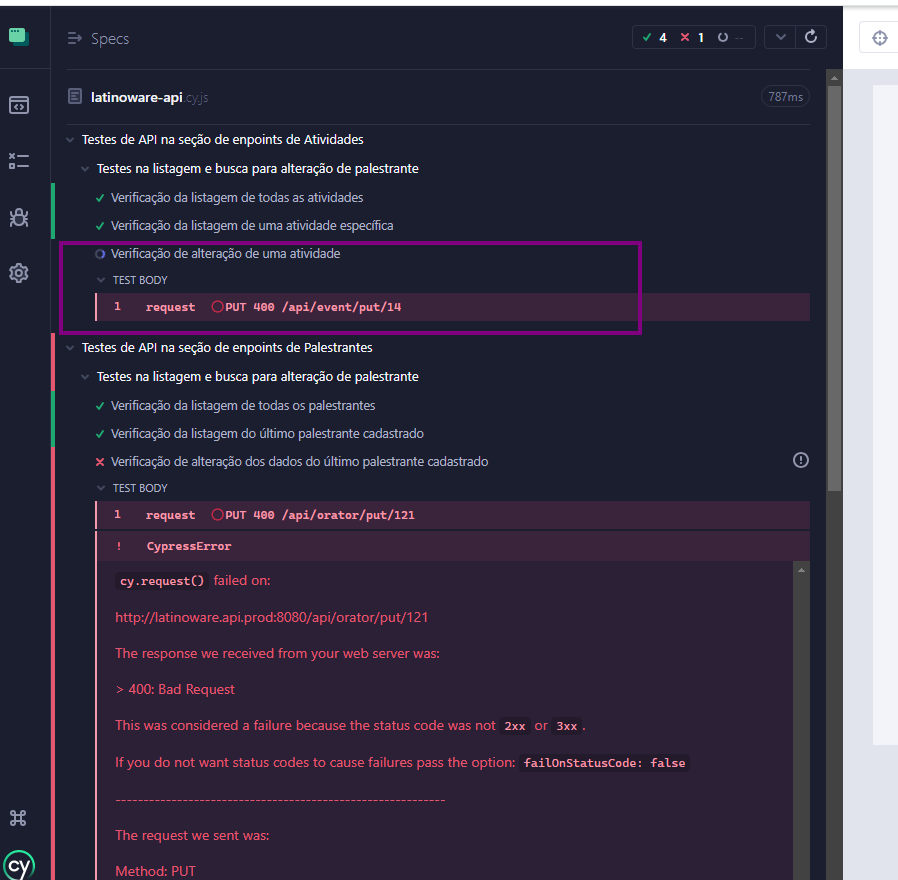 Specs
4 1 --
latinoware-api.cy.js
787ms
Testes de API na seção de enpoints de Atividades
Testes na listagem e busca para alteração de palestrante
Verificação da listagem de todas as atividades
Verificação da listagem de uma atividade específica
Verificação de alteração de uma atividade
TEST BODY
1 request PUT 400 /api/event/put/14
Testes de API na seção de enpoints de Palestrantes
Testes na listagem e busca para alteração de palestrante
Verificação da listagem de todas os palestrantes
Verificação da listagem do último palestrante cadastrado
Verificação de alteração dos dados do último palestrante cadastrado
TEST BODY
1 request PUT 400 /api/orator/put/121
! CypressError
cy.request() failed on:
http://latinoware.api.prod:8080/api/orator/put/121
The response we received from your web server was:
> 400: Bad Request
This was considered a failure because the status code was not 2xx or 3xx.
If you do not want status codes to cause failures pass the option: failOnStatusCode: false
-----------------------------------------------------------
The request we sent was:
Method: PUT
cy